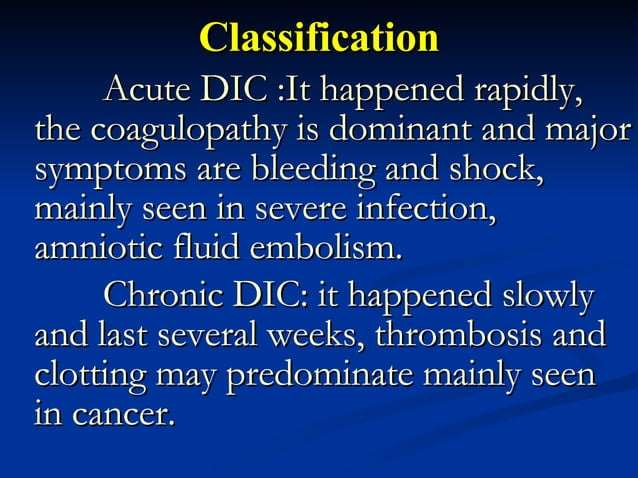 Classification
Acute DIC :It happened rapidly,
the coagulopathy is dominant and major
symptoms are bleeding and shock,
mainly seen in severe infection,
amniotic fluid embolism.
Chronic DIC: it happened slowly
and last several weeks, thrombosis and
clotting may predominate mainly seen
in cancer.